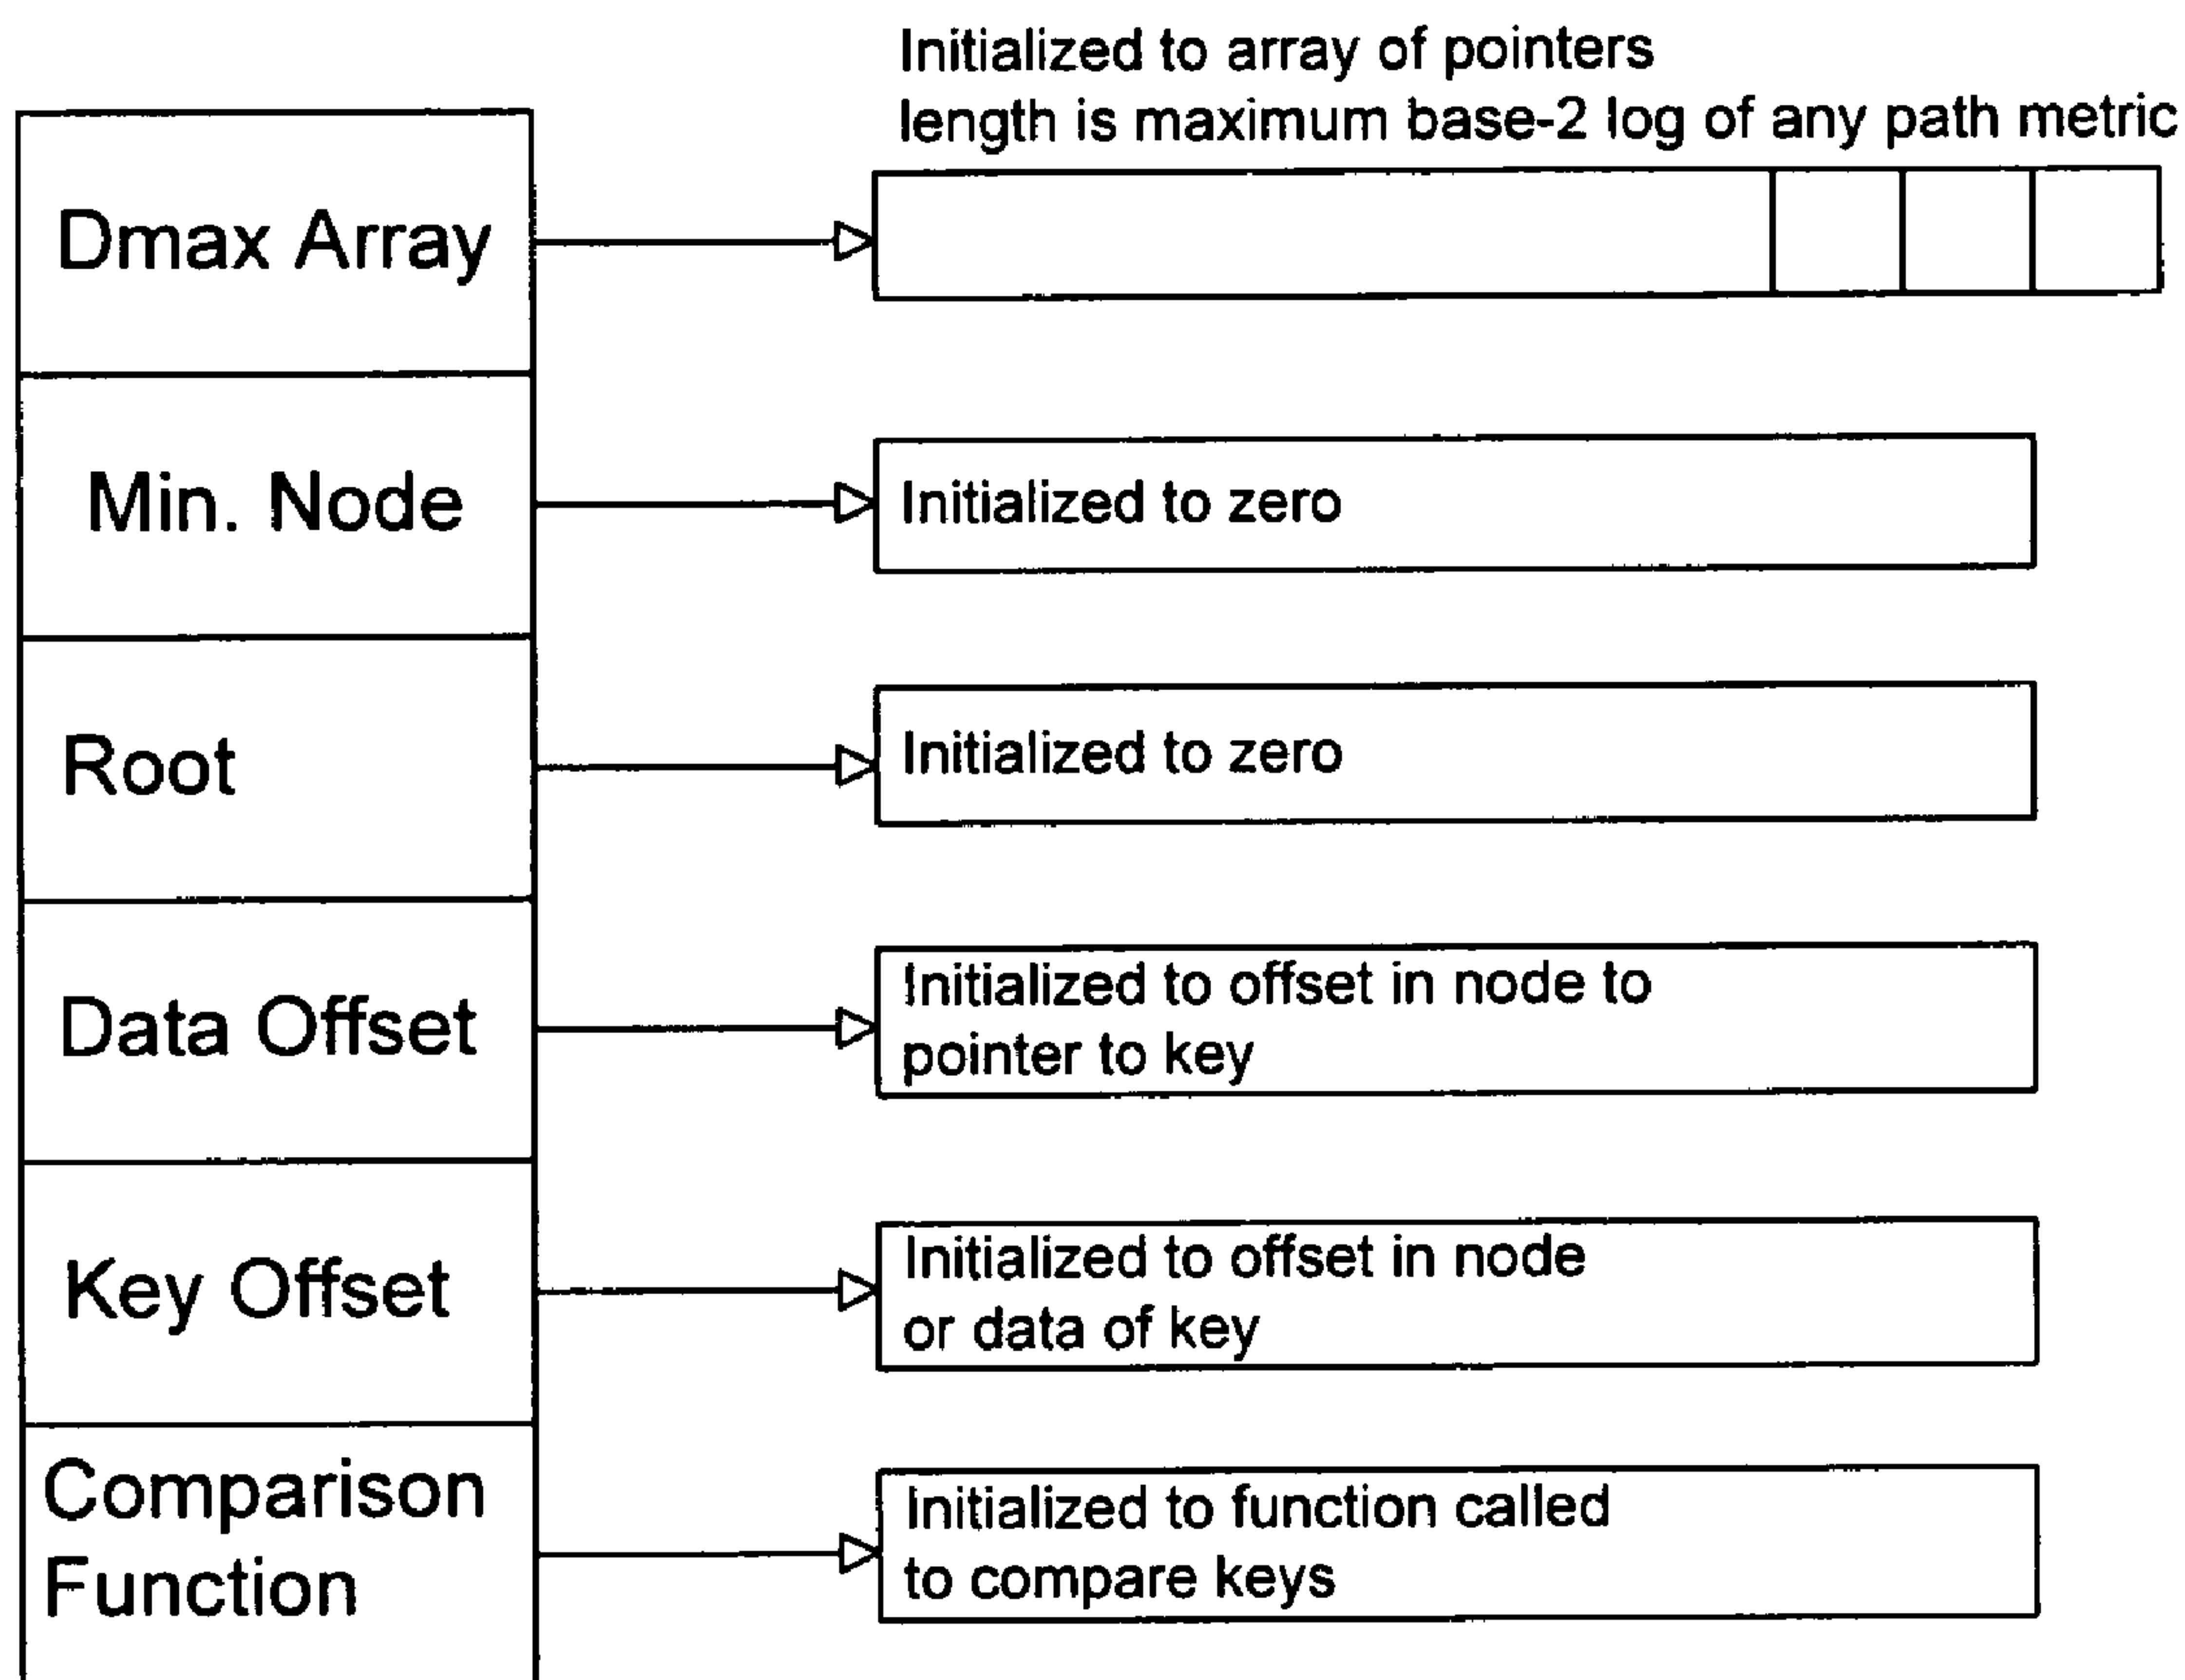 Initialized to array of pointers
length is maximum base-2 log of any path metric
Dmax Array
Min. Node
Initialized to zero
Root
Initialized to zero
Data Offset
Initialized to offset in node to
pointer to key
Key Offset
Initialized to offset in node
or data of key
Comparison
Function
Initialized to function called
to compare keys